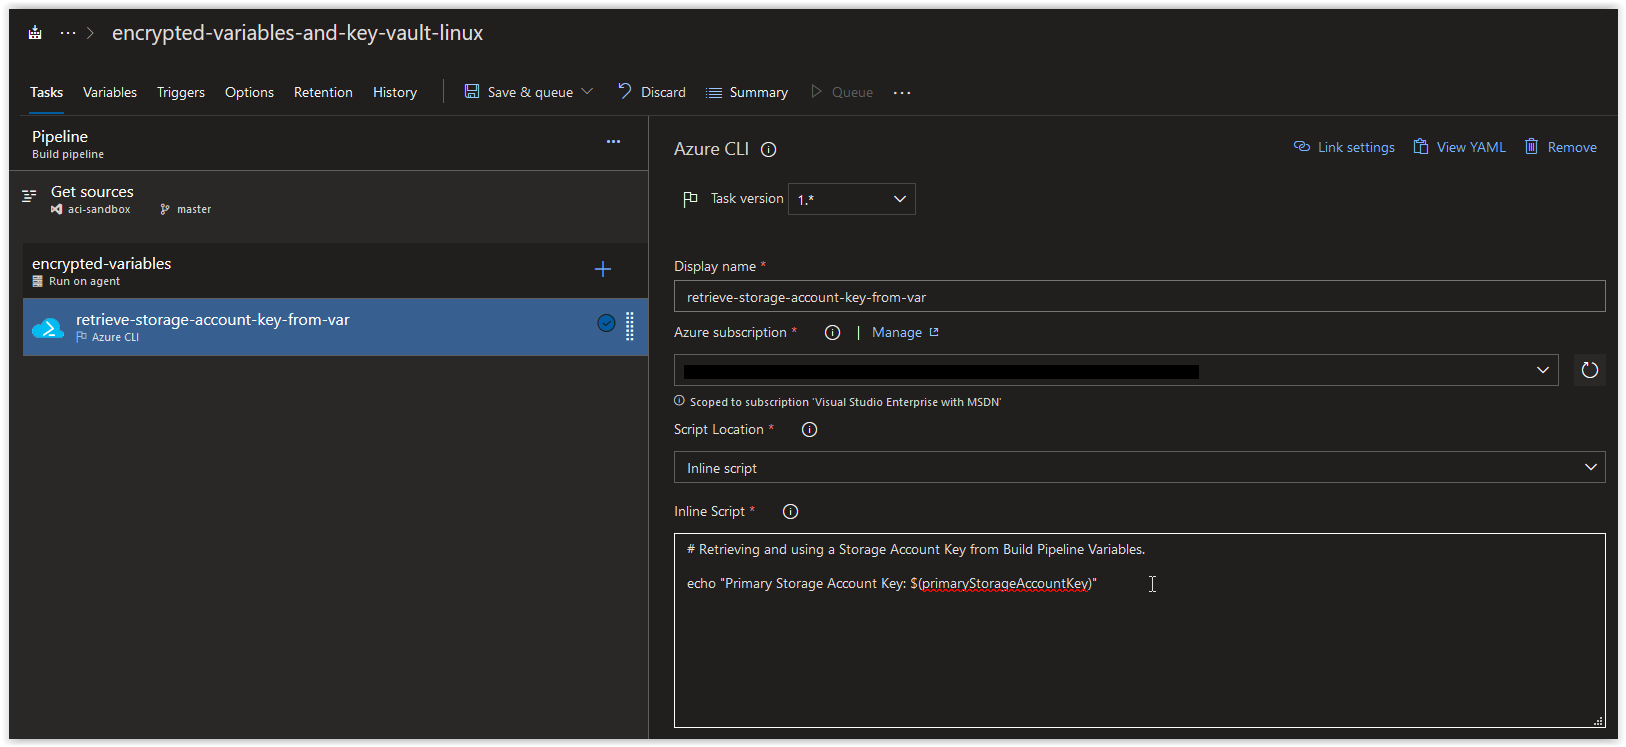 ··· > encrypted-variables-and-key-vault-linux
Tasks Variables Triggers Options Retention History Save & queue Discard Summary Queue ···
Pipeline
Build pipeline
Get sources
aci-sandbox master
encrypted-variables
Run on agent
retrieve-storage-account-key-from-var
Azure CLI
Azure CLI Link settings View YAML Remove
Task version 1.*
Display name *
retrieve-storage-account-key-from-var
Azure subscription * | Manage
Scoped to subscription 'Visual Studio Enterprise with MSDN'
Script Location *
Inline script
Inline Script *
# Retrieving and using a Storage Account Key from Build Pipeline Variables.
echo "Primary Storage Account Key: $(primaryStorageAccountKey)"